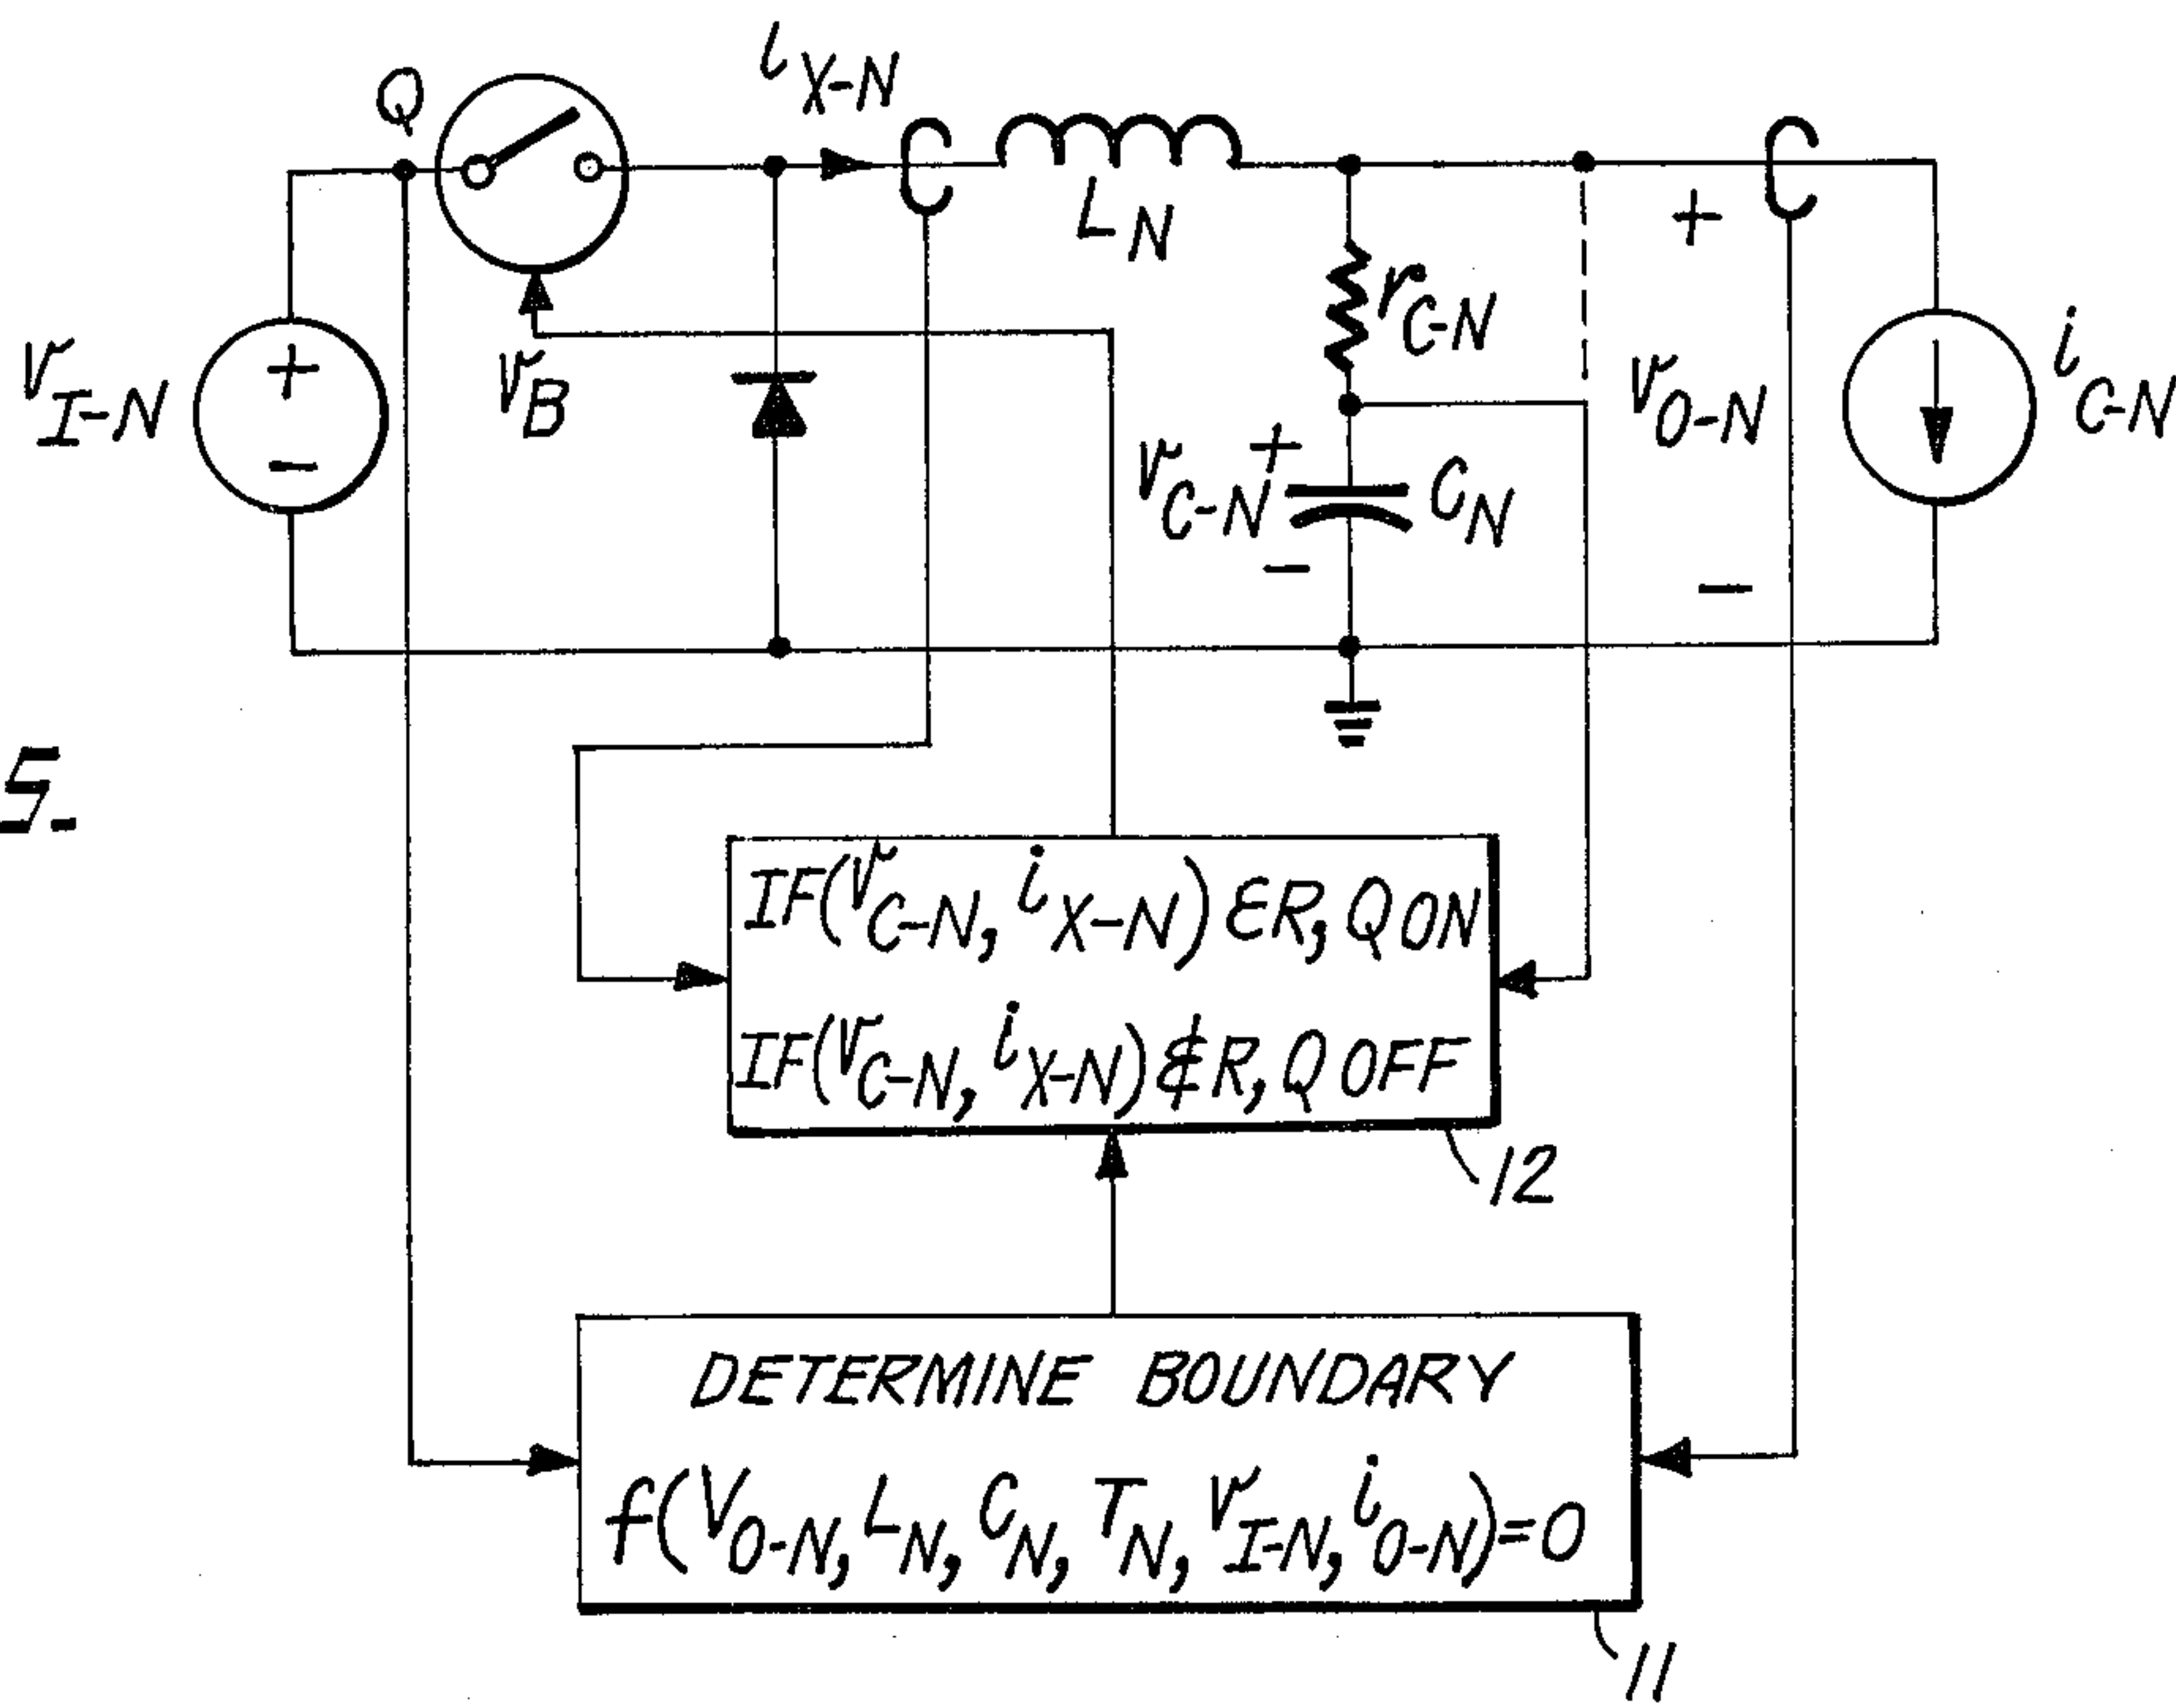 Q
i X-N
L N
+
r C-N
v I-N
+
-
v B
v C-N
+
-
C N
v O-N
-
i C-N
5.
IF(v C-N, i X-N) ε R, Q ON
IF(v C-N, i X-N) ∉ R, Q OFF
12
DETERMINE BOUNDARY
f(V O-N, L N, C N, T N, v I-N, i O-N)=0
11